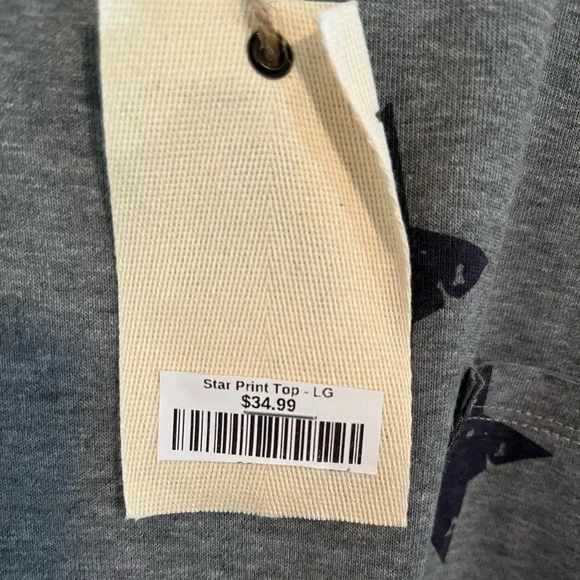 Star Print Top - LG
$34.99